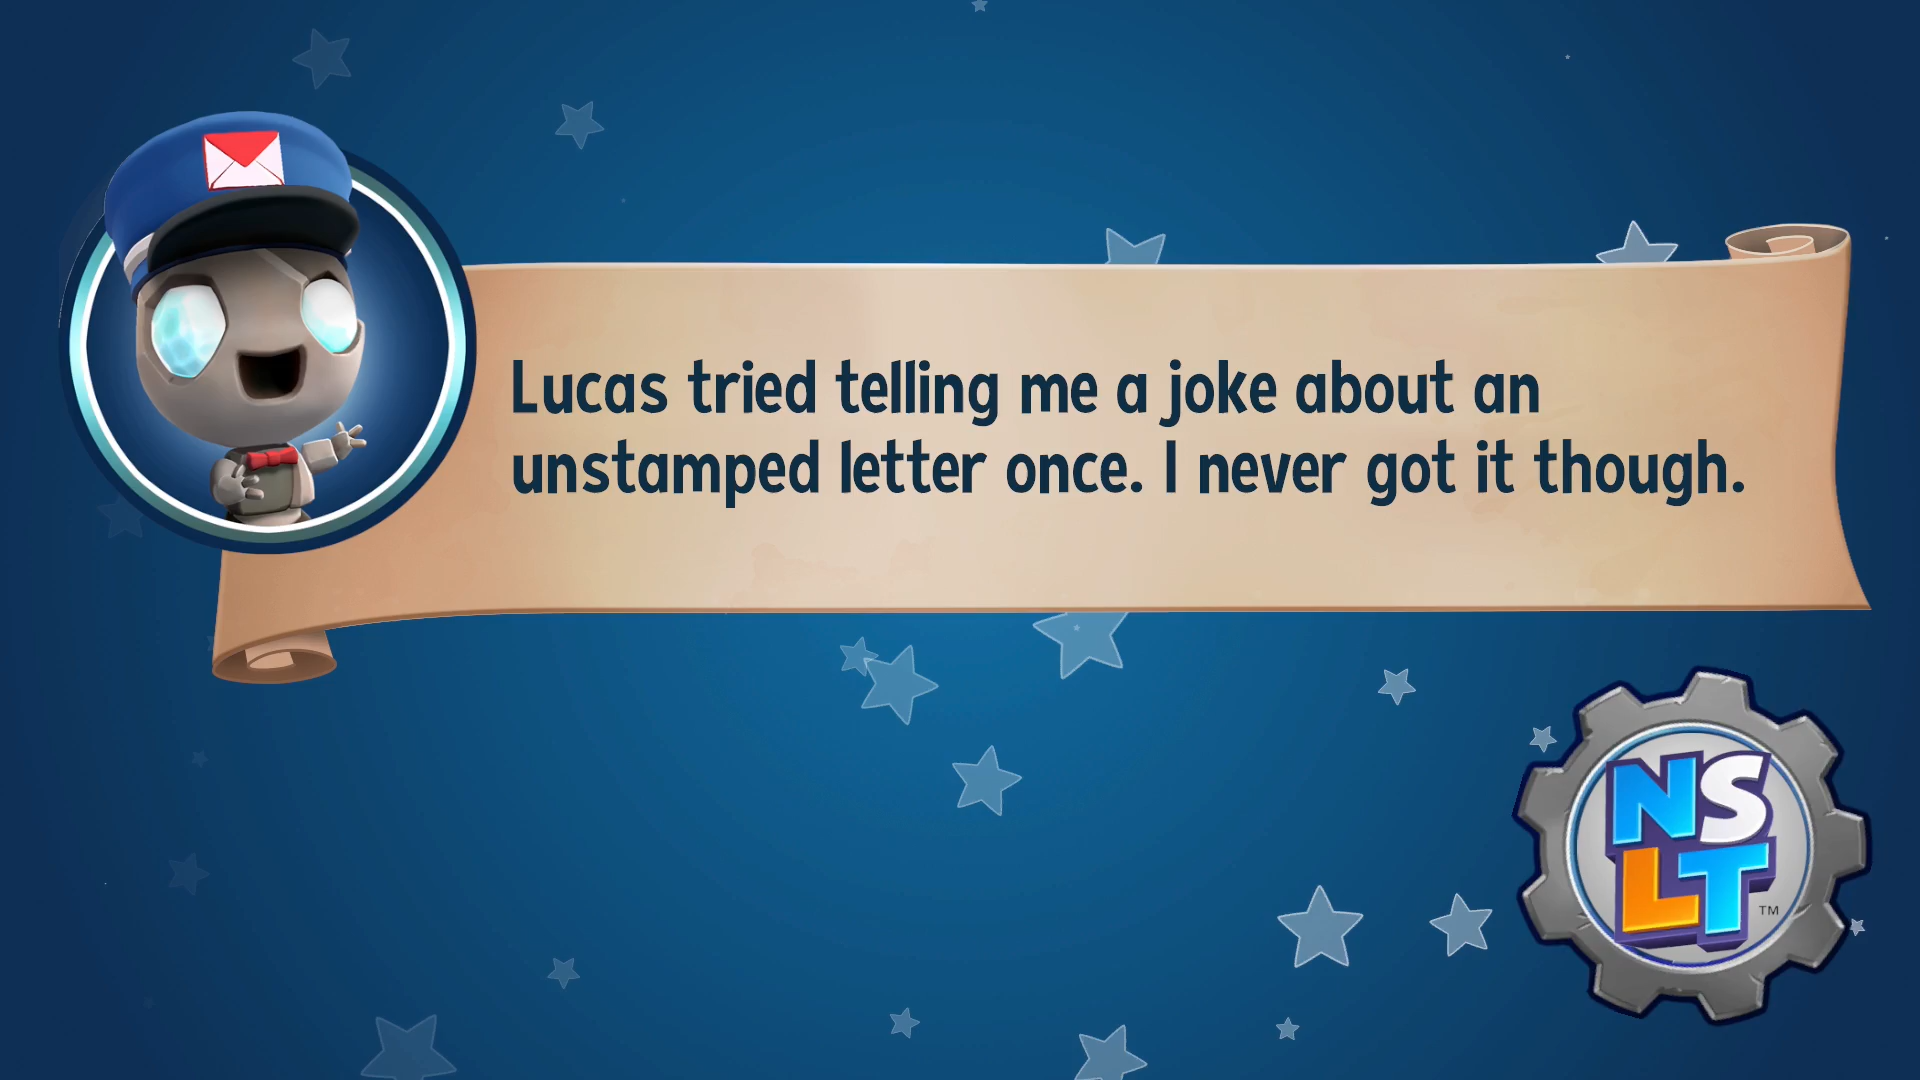 Lucas tried telling me a joke about an
unstamped letter once. I never got it though.
NS
LT
TM